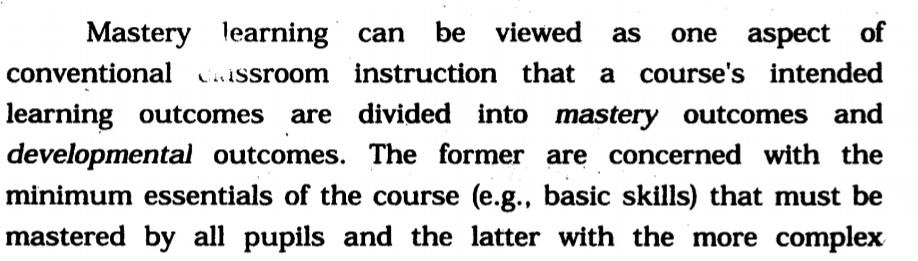 Mastery learning can be viewed as one aspect of
conventional classroom instruction that a course's intended
learning outcomes are divided into mastery outcomes and
developmental outcomes. The former are concerned with the
minimum essentials of the course (e.g., basic skills) that must be
mastered by all pupils and the latter with the more complex